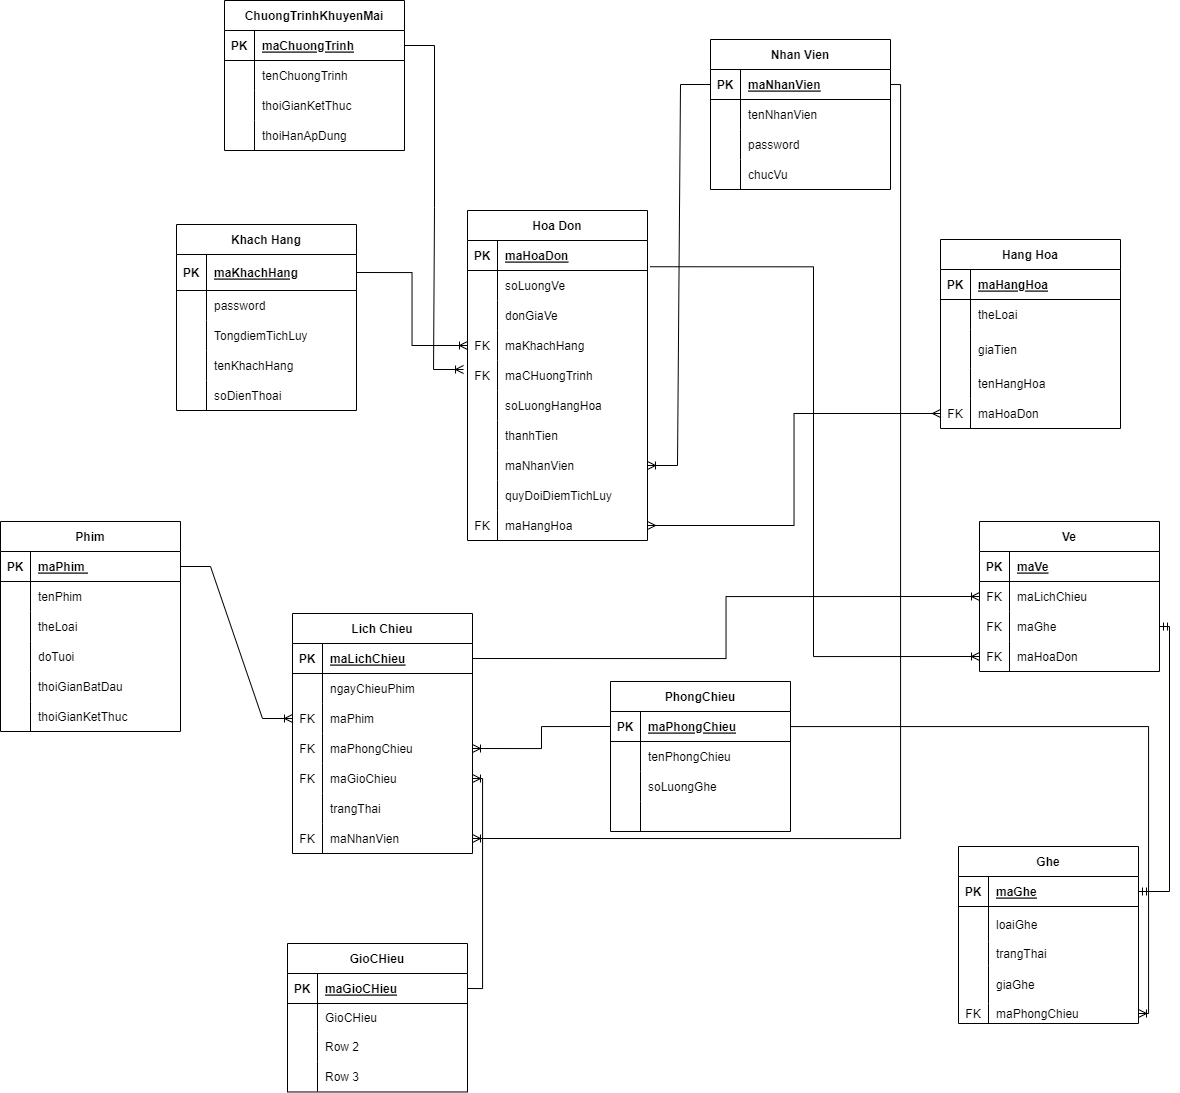 ChuongTrinhKhuyenMai
PK maChuongTrinh
tenChuongTrinh
thoiGianKetThuc
thoiHanApDung
Nhan Vien
PK maNhanVien
tenNhanVien
password
chucVu
Khach Hang
PK maKhachHang
password
TongdiemTichLuy
tenKhachHang
soDienThoai
Hoa Don
PK maHoaDon
soLuongVe
donGiaVe
FK maKhachHang
FK maCHuongTrinh
soLuongHangHoa
thanhTien
maNhanVien
quyDoiDiemTichLuy
FK maHangHoa
Hang Hoa
PK maHangHoa
theLoai
giaTien
tenHangHoa
FK maHoaDon
Phim
PK maPhim
tenPhim
theLoai
doTuoi
thoiGianBatDau
thoiGianKetThuc
Lich Chieu
PK maLichChieu
ngayChieuPhim
FK maPhim
FK maPhongChieu
FK maGioChieu
trangThai
FK maNhanVien
Ve
PK maVe
FK maLichChieu
FK maGhe
FK maHoaDon
PhongChieu
PK maPhongChieu
tenPhongChieu
soLuongGhe
Ghe
PK maGhe
loaiGhe
trangThai
giaGhe
FK maPhongChieu
GioCHieu
PK maGioCHieu
GioCHieu
Row 2
Row 3